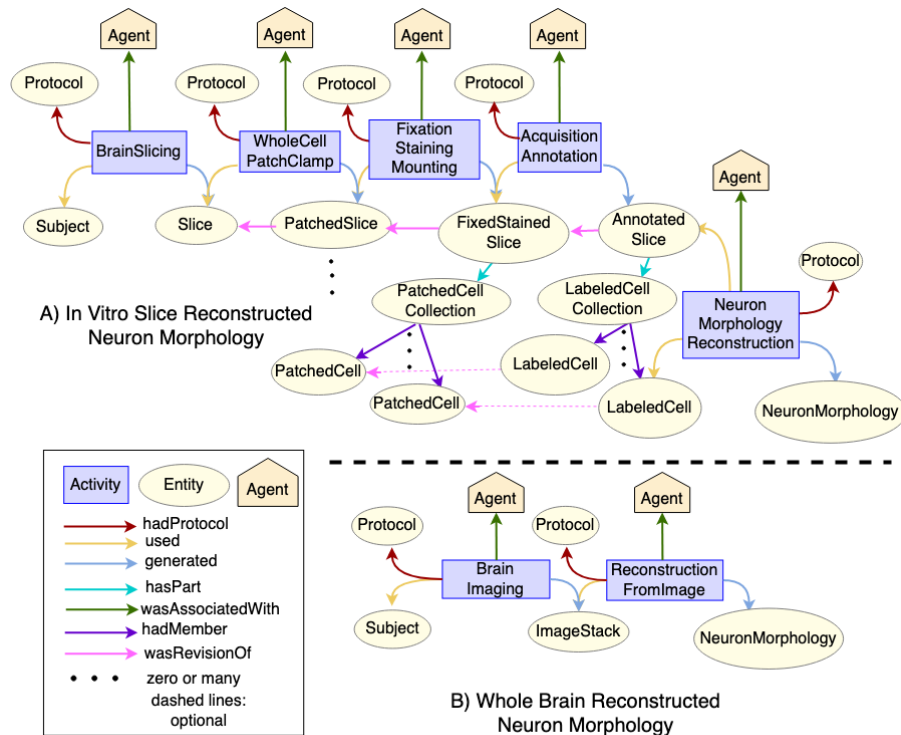 Agent
Agent
Agent
Agent
Protocol
Protocol
Protocol
Protocol
BrainSlicing
WholeCell
PatchClamp
Fixation
Staining
Mounting
Acquisition
Annotation
Agent
Subject
Slice
PatchedSlice
FixedStained
Slice
Annotated
Slice
Protocol
A) In Vitro Slice Reconstructed
Neuron Morphology
PatchedCell
Collection
LabeledCell
Collection
Neuron
Morphology
Reconstruction
PatchedCell
LabeledCell
PatchedCell
LabeledCell
NeuronMorphology
Activity
Entity
Agent
hadProtocol
used
generated
hasPart
wasAssociatedWith
hadMember
wasRevisionOf
zero or many
dashed lines:
optional
Agent
Agent
Protocol
Protocol
Brain
Imaging
Reconstruction
FromImage
Subject
ImageStack
NeuronMorphology
B) Whole Brain Reconstructed
Neuron Morphology